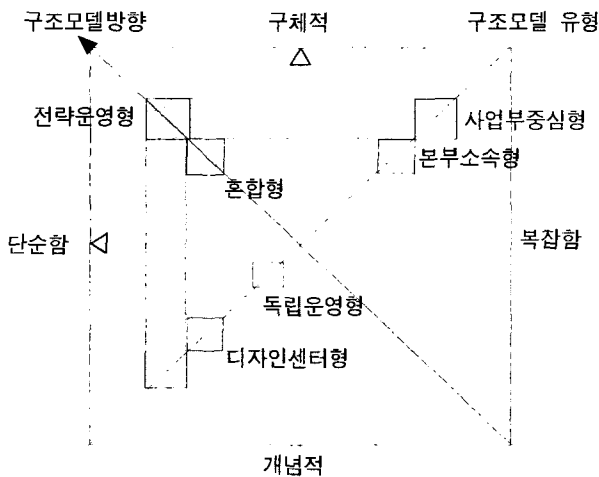 구조모델방향 구체적 구조모델 유형
전략운영형 사업부중심형
본부소속형
혼합형
단순함 복잡함
독립운영형
디자인센터형
개념적